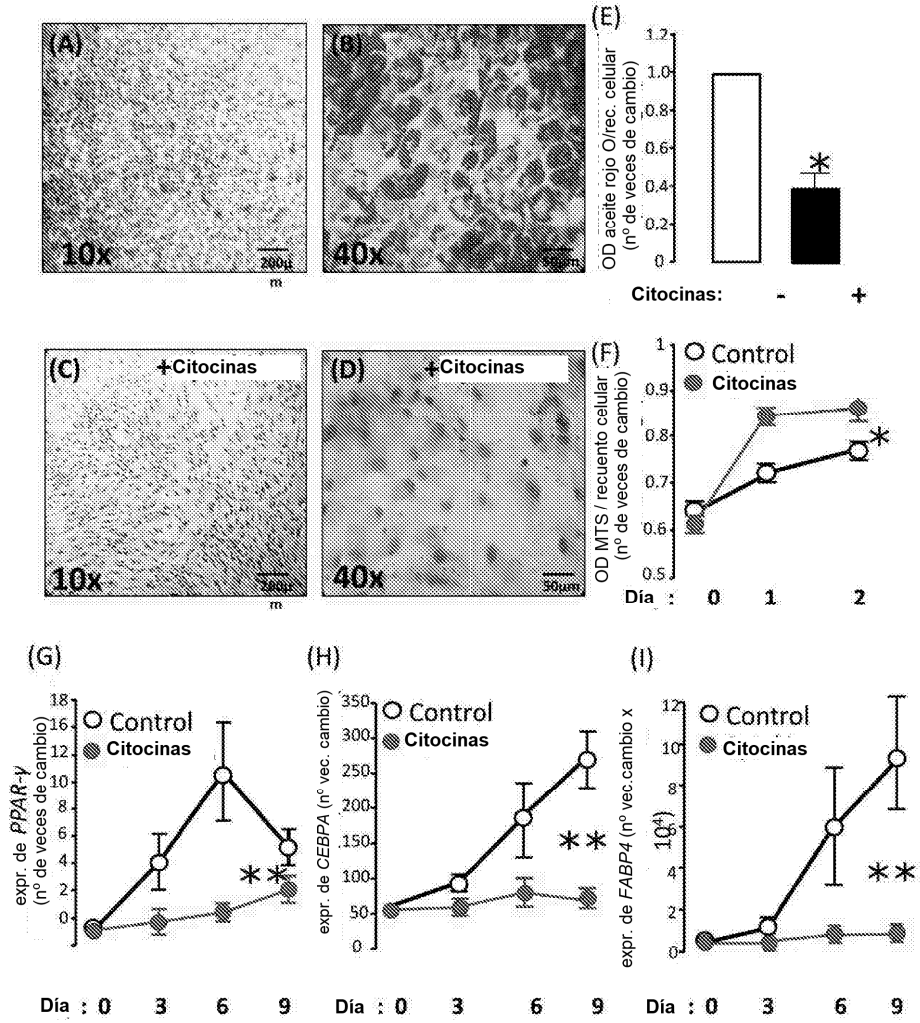 (A)
10x
200µ
m
(B)
40x
50µm
(E)
OD aceite rojo O/rec. celular
(nº de veces de cambio)
1.2
1.0
0.8
0.6
0.4
0.2
0
*
Citocinas: - +
(C)
+Citocinas
10x
200µ
m
(D)
+Citocinas
40x
50µm
(F)
OD MTS / recuento celular
(nº de veces de cambio)
1
0.9
0.8
0.7
0.6
0.5
Control
Citocinas
*
Día : 0 1 2
(G)
expr. de PPAR-γ
(nº de veces de cambio)
18
16
14
12
10
8
6
4
2
0
Control
Citocinas
**
Día : 0 3 6 9
(H)
expr. de CEBPA (nº vec. cambio)
350
300
250
200
150
100
50
0
Control
Citocinas
**
Día : 0 3 6 9
(I)
expr. de FABP4 (nº vec.cambio x
10⁴)
12
10
8
6
4
2
0
Control
Citocinas
**
Día : 0 3 6 9